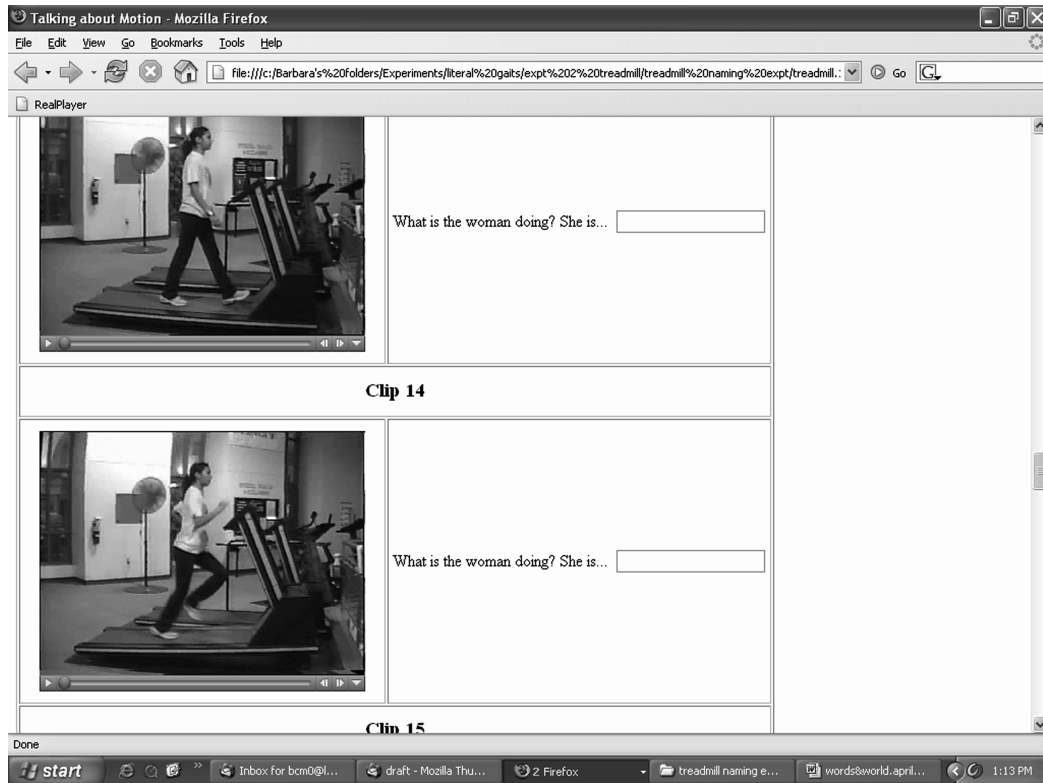 Talking about Motion - Mozilla Firefox
File Edit View Go Bookmarks Tools Help
file:///c:/Barbara's%20folders/Experiments/literal%20gaits/expt%202%20treadmill/treadmill%20naming%20expt/treadmill.: Go G
RealPlayer
What is the woman doing? She is...
Clip 14
What is the woman doing? She is...
Clip 15
Done
start » Inbox for bcm0@l... draft - Mozilla Thu... 2 Firefox treadmill naming e... words&world.april... 1:13 PM